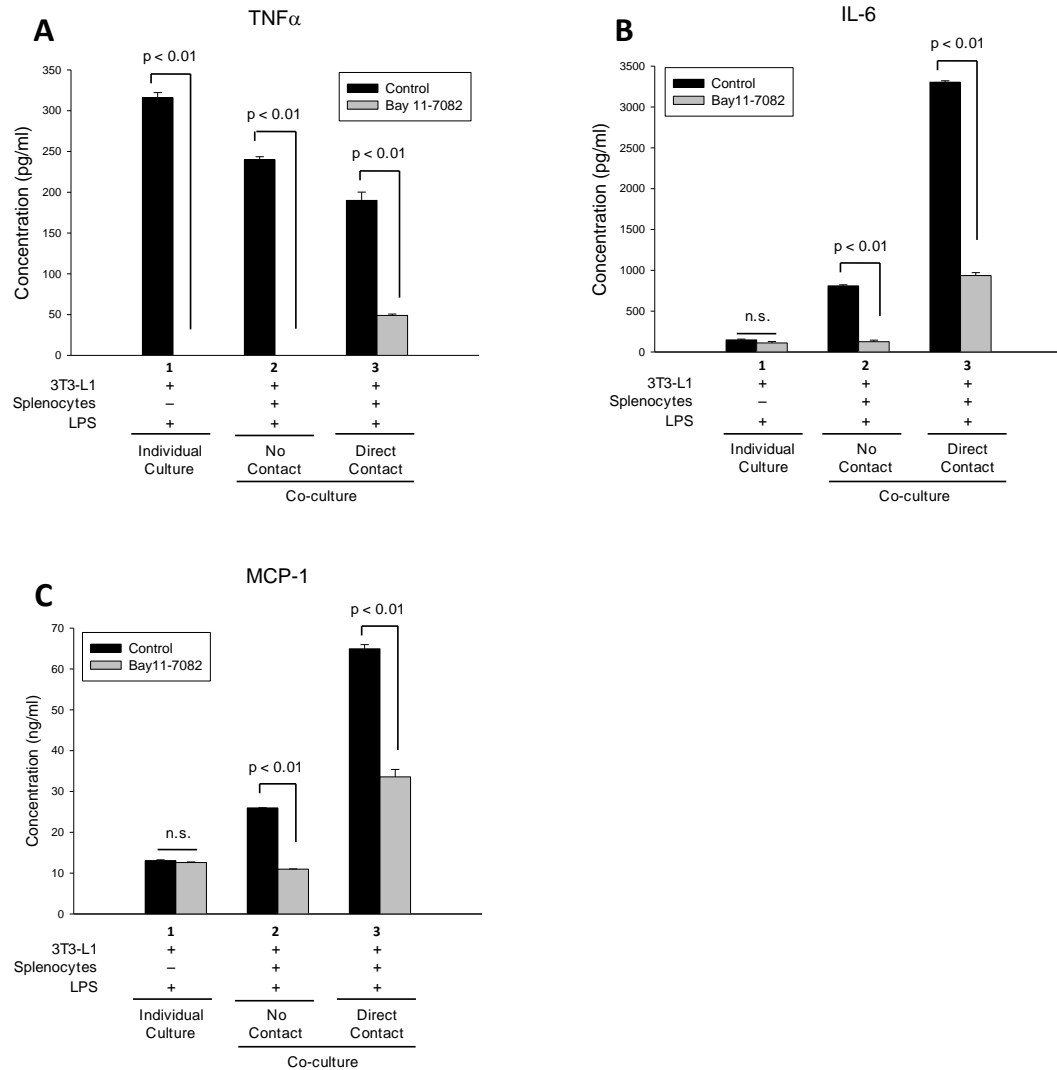 A
TNFα
p < 0.01
p < 0.01
p < 0.01
Control
Bay 11-7082
Concentration (pg/ml)
350
300
250
200
150
100
50
0
1 2 3
3T3-L1 + + +
Splenocytes – + +
LPS + + +
Individual Culture
No Contact
Direct Contact
Co-culture
B
IL-6
p < 0.01
Control
Bay11-7082
p < 0.01
n.s.
Concentration (pg/ml)
3500
3000
2500
2000
1500
1000
500
0
1 2 3
3T3-L1 + + +
Splenocytes – + +
LPS + + +
Individual Culture
No Contact
Direct Contact
Co-culture
C
MCP-1
p < 0.01
Control
Bay11-7082
p < 0.01
n.s.
Concentration (ng/ml)
70
60
50
40
30
20
10
0
1 2 3
3T3-L1 + + +
Splenocytes – + +
LPS + + +
Individual Culture
No Contact
Direct Contact
Co-culture